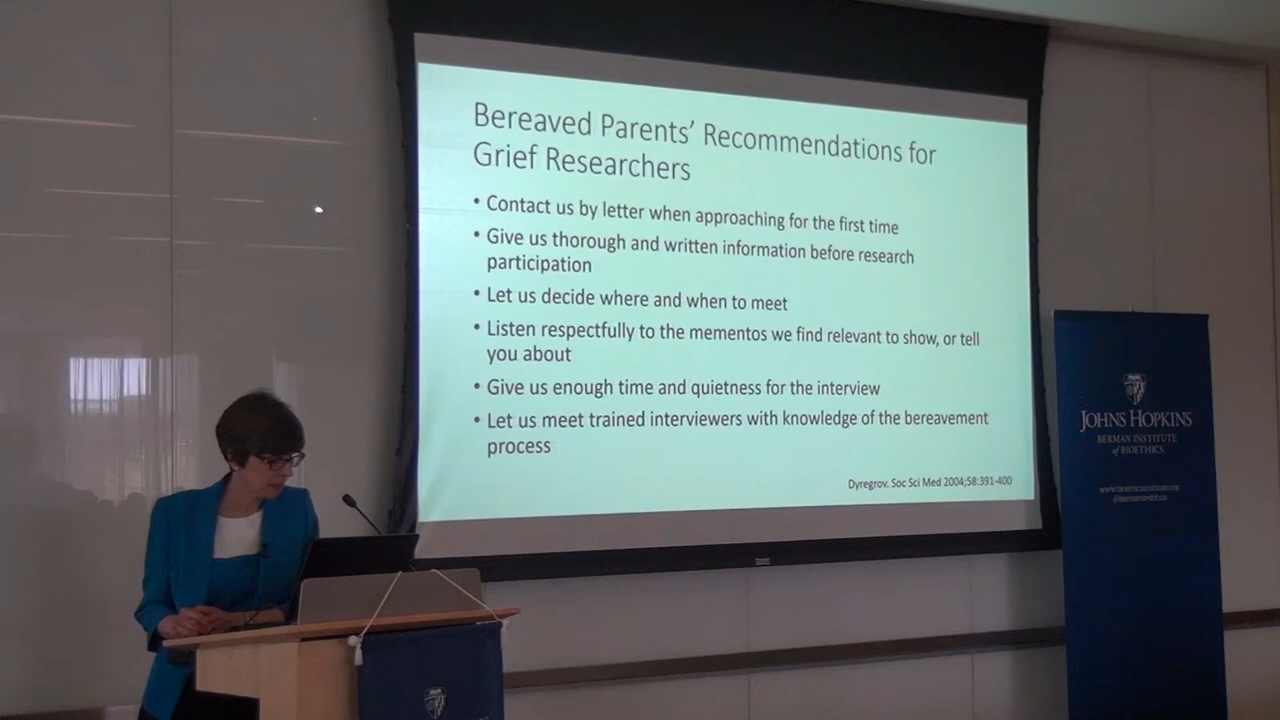 Bereaved Parents' Recommendations for
Grief Researchers
• Contact us by letter when approaching for the first time
• Give us thorough and written information before research
participation
• Let us decide where and when to meet
• Listen respectfully to the mementos we find relevant to show, or tell
you about
• Give us enough time and quietness for the interview
• Let us meet trained interviewers with knowledge of the bereavement
process
Dyregrov. Soc Sci Med 2004;58:391-400
JOHNS HOPKINS
BERMAN INSTITUTE
of BIOETHICS